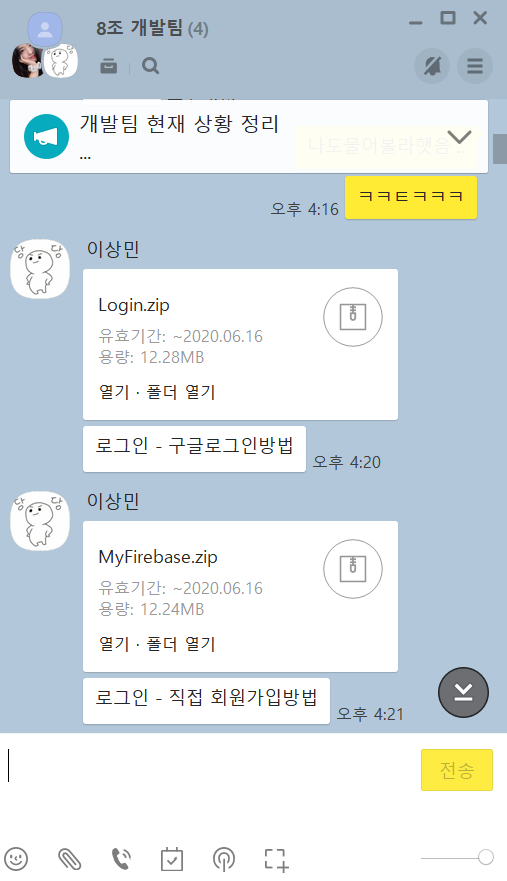 8조 개발팀 (4)
개발팀 현재 상황 정리
...
나도물어볼라햇음
오후 4:16
ㅋㅋㅌㅋㅋㅋ
당 당
이상민
Login.zip
유효기간: ~2020.06.16
용량: 12.28MB
열기 · 폴더 열기
로그인 - 구글로그인방법
오후 4:20
당 당
이상민
MyFirebase.zip
유효기간: ~2020.06.16
용량: 12.24MB
열기 · 폴더 열기
로그인 - 직접 회원가입방법
오후 4:21
전송